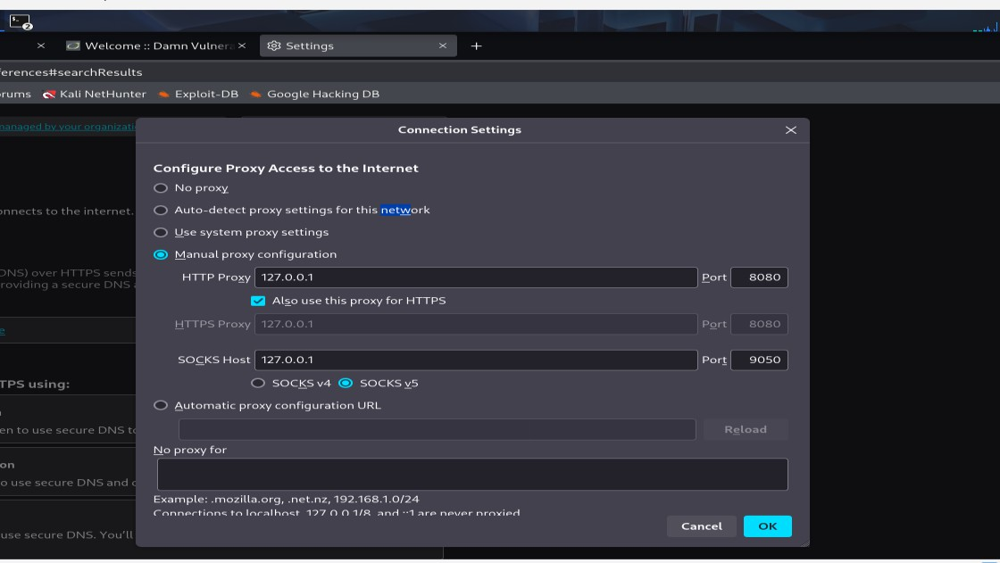 2
Welcome :: Damn Vulnera
Settings
ferences#searchResults
orums Kali NetHunter Exploit-DB Google Hacking DB
managed by your organizati
Connection Settings
Configure Proxy Access to the Internet
No proxy
onnects to the internet.
Auto-detect proxy settings for this network
Use system proxy settings
Manual proxy configuration
DNS) over HTTPS sends
HTTP Proxy 127.0.0.1 Port 8080
roviding a secure DNS
Also use this proxy for HTTPS
HTTPS Proxy 127.0.0.1 Port 8080
SOCKS Host 127.0.0.1 Port 9050
TPS using:
SOCKS v4 SOCKS v5
Automatic proxy configuration URL
en to use secure DNS to
Reload
No proxy for
on
o use secure DNS and c
Example: .mozilla.org, .net.nz, 192.168.1.0/24
Connections to localhost, 127.0.0.1/8, and ::1 are never proxied
Cancel OK
use secure DNS. You'll